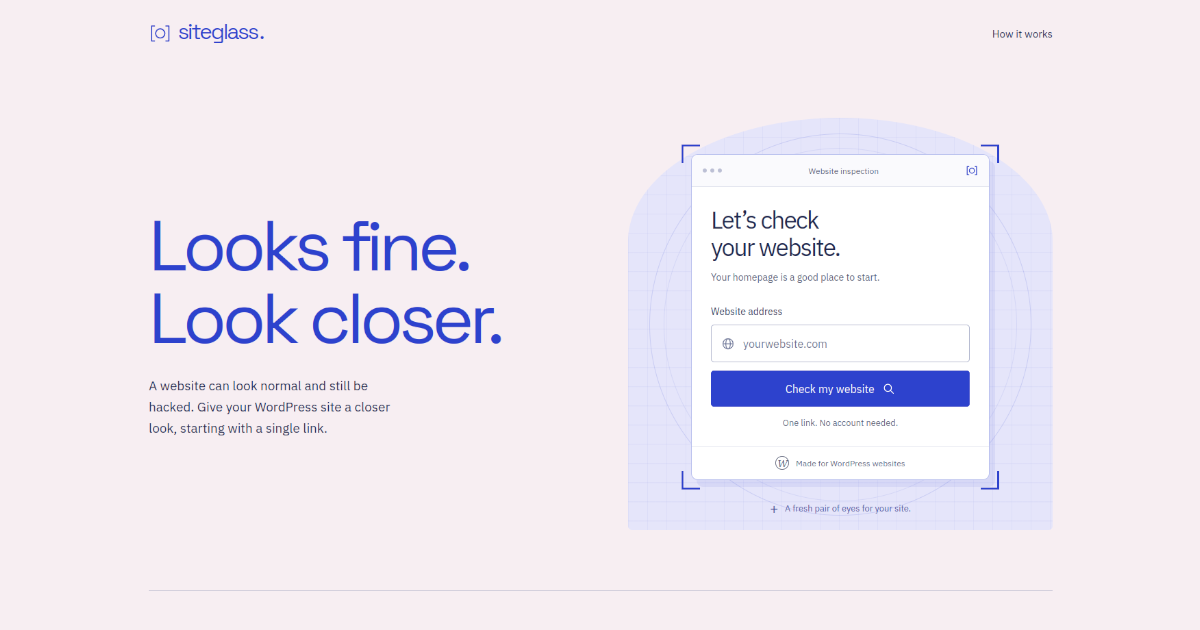 siteglass.
How it works
Looks fine.
Look closer.
A website can look normal and still be
hacked. Give your WordPress site a closer
look, starting with a single link.
Website inspection
Let’s check
your website.
Your homepage is a good place to start.
Website address
yourwebsite.com
Check my website
One link. No account needed.
Made for WordPress websites
A fresh pair of eyes for your site.